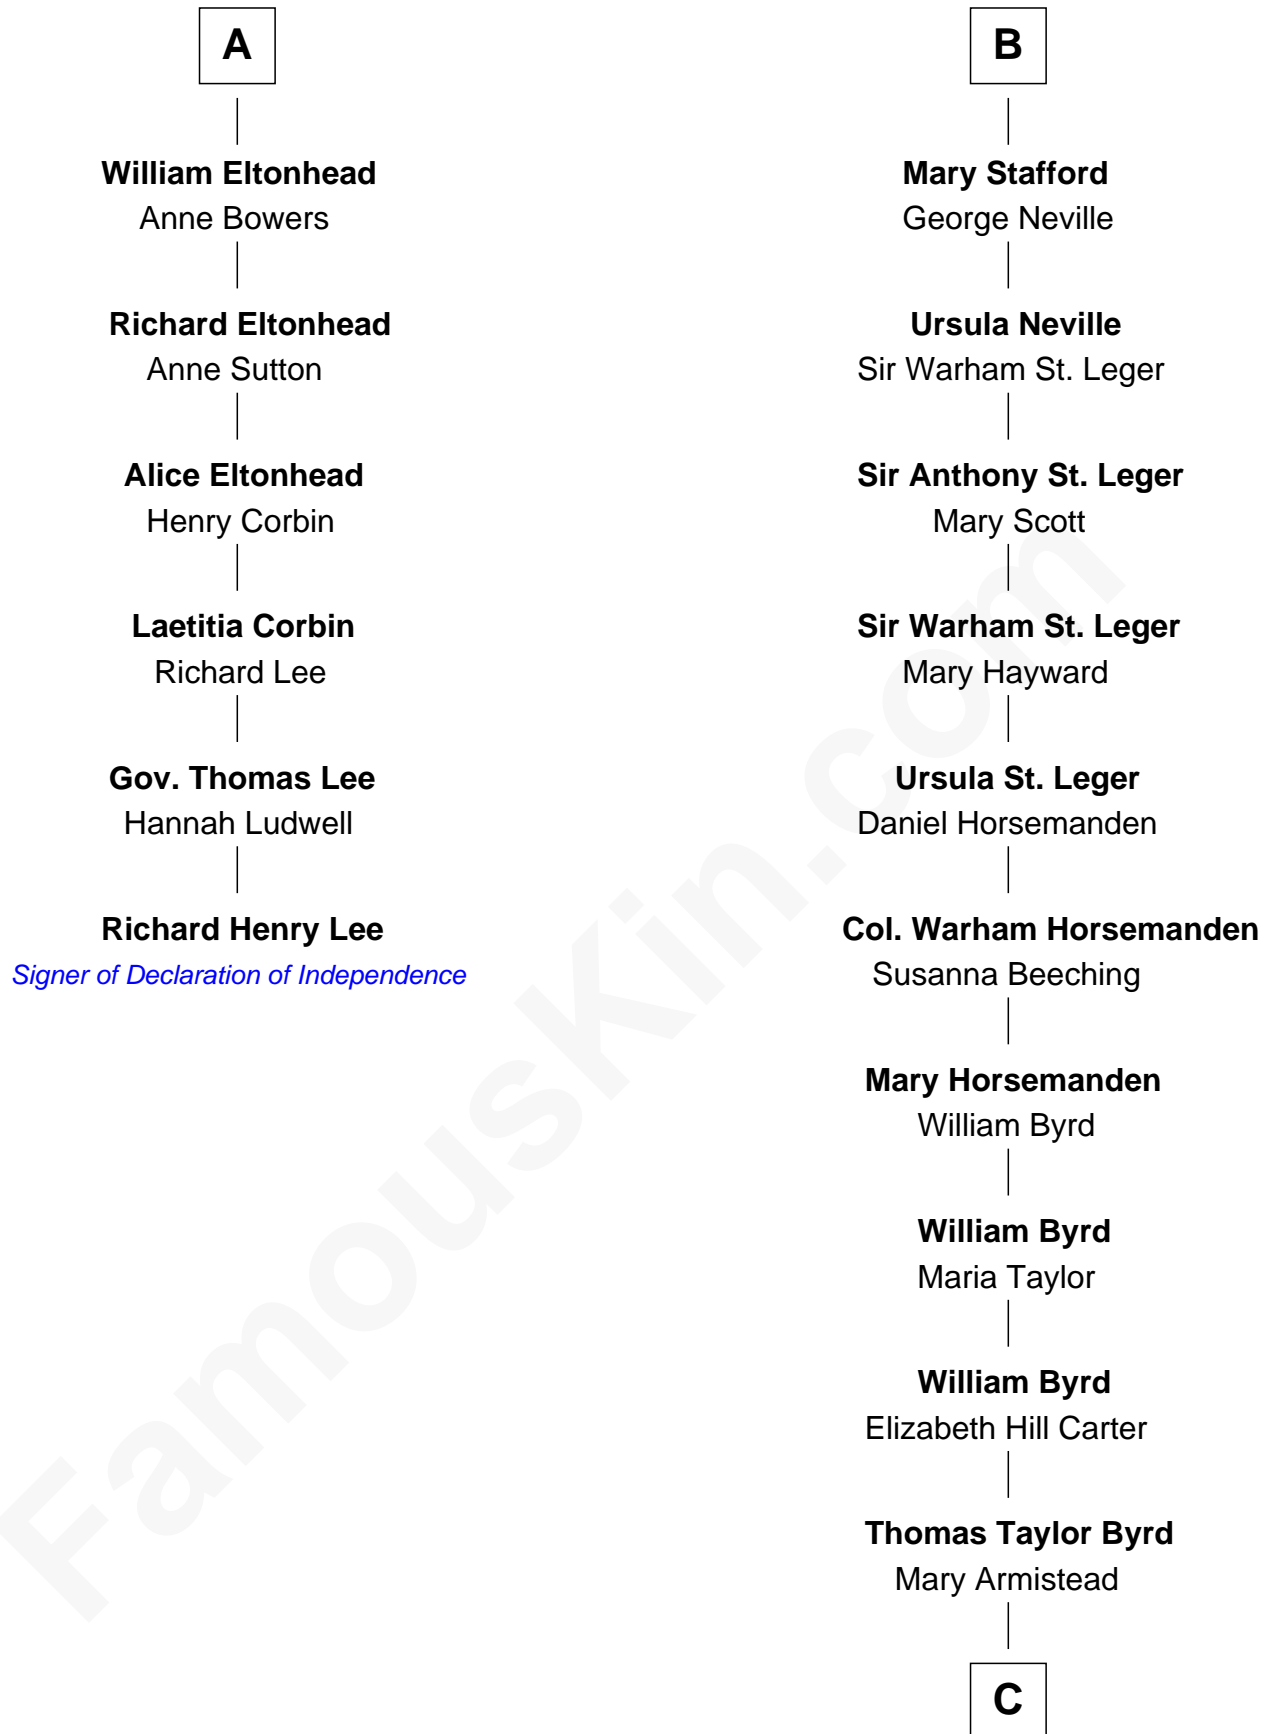 A
William Eltonhead
Anne Bowers
Richard Eltonhead
Anne Sutton
Alice Eltonhead
Henry Corbin
Laetitia Corbin
Richard Lee
Gov. Thomas Lee
Hannah Ludwell
Richard Henry Lee
Signer of Declaration of Independence
B
Mary Stafford
George Neville
Ursula Neville
Sir Warham St. Leger
Sir Anthony St. Leger
Mary Scott
Sir Warham St. Leger
Mary Hayward
Ursula St. Leger
Daniel Horsemanden
Col. Warham Horsemanden
Susanna Beeching
Mary Horsemanden
William Byrd
William Byrd
Maria Taylor
William Byrd
Elizabeth Hill Carter
Thomas Taylor Byrd
Mary Armistead
C
FamousKin.com